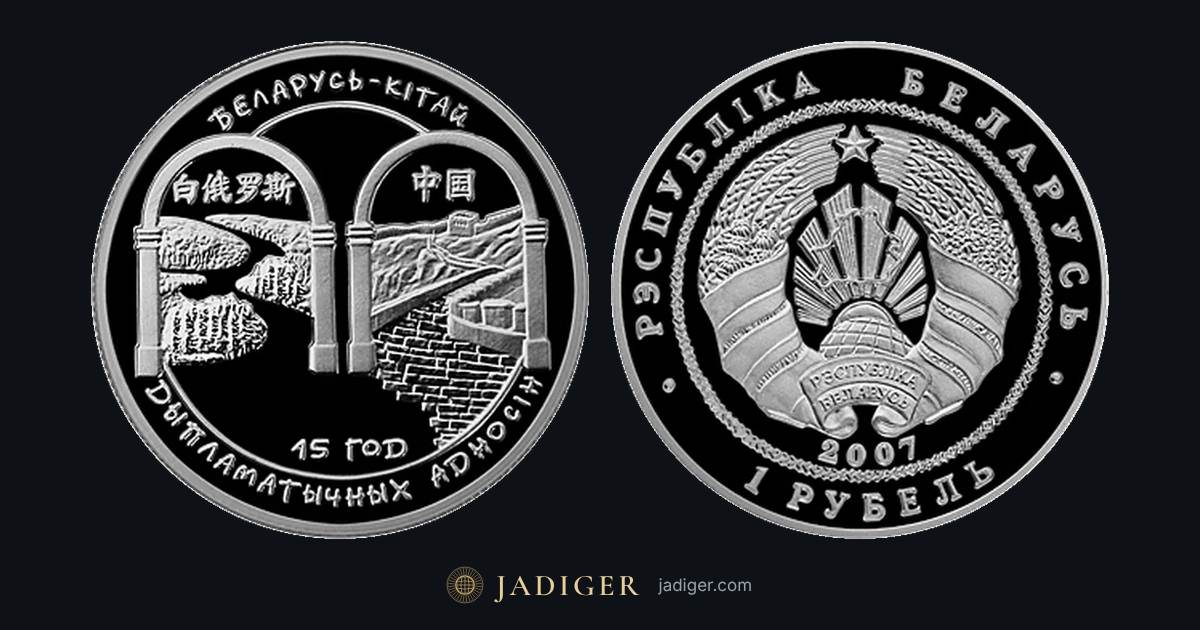 БЕЛАРУСЬ-КІТАЙ
白俄罗斯
中国
15 ГОД
ДЫПЛАМАТЫЧНЫХ АДНОСІН
РЭСПУБЛІКА БЕЛАРУСЬ
РЭСПУБЛІКА
БЕЛАРУСЬ
2007
1 РУБЕЛЬ
JADIGER jadiger.com